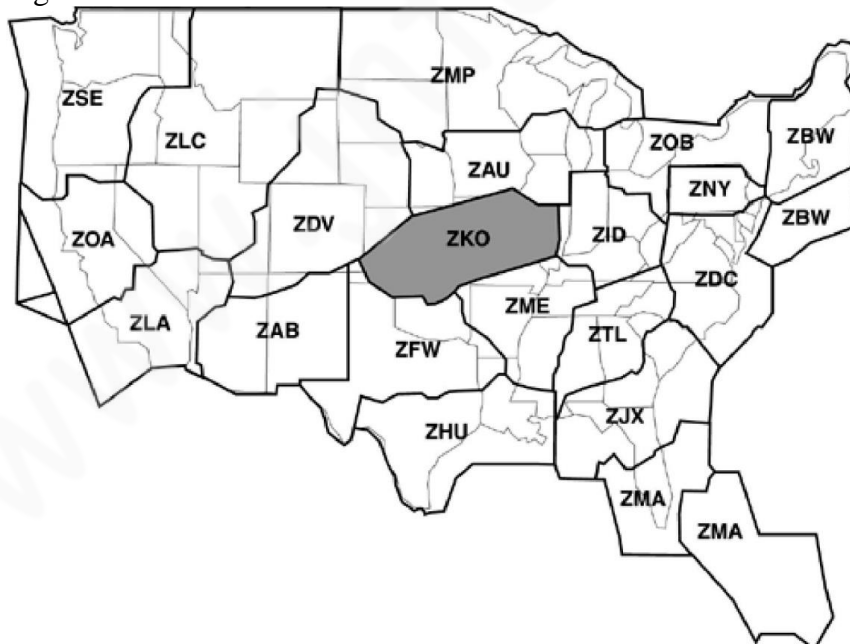 ZMP
ZSE
ZBW
ZOB
ZLC
ZAU
ZNY
ZBW
ZOA
ZDV
ZKO
ZID
ZDC
ZME
ZLA
ZAB
ZTL
ZFW
ZJX
ZHU
ZMA
ZMA